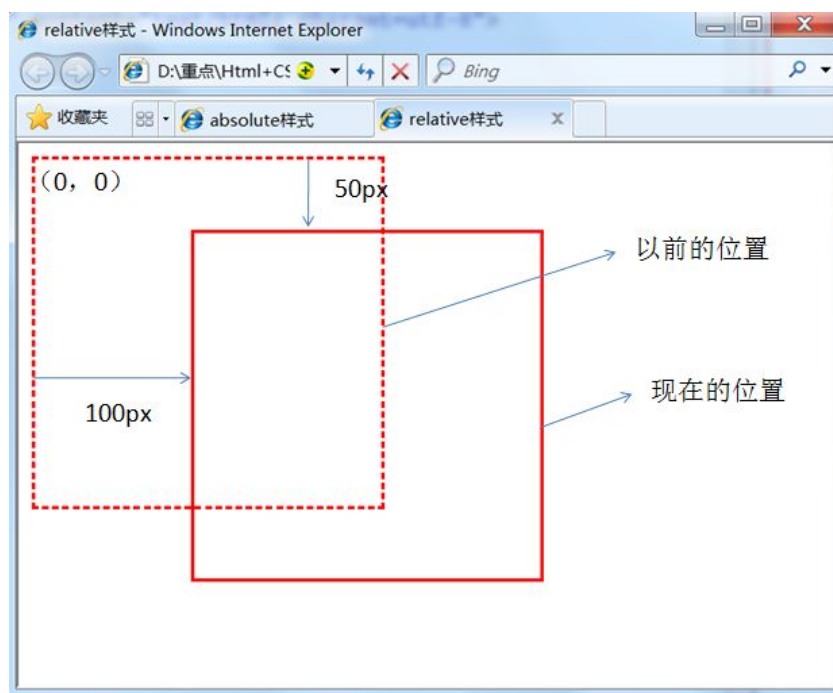 relative样式 - Windows Internet Explorer
D:\重点\Html+CS
Bing
收藏夹
absolute样式
relative样式
x
(0, 0)
50px
以前的位置
现在的位置
100px